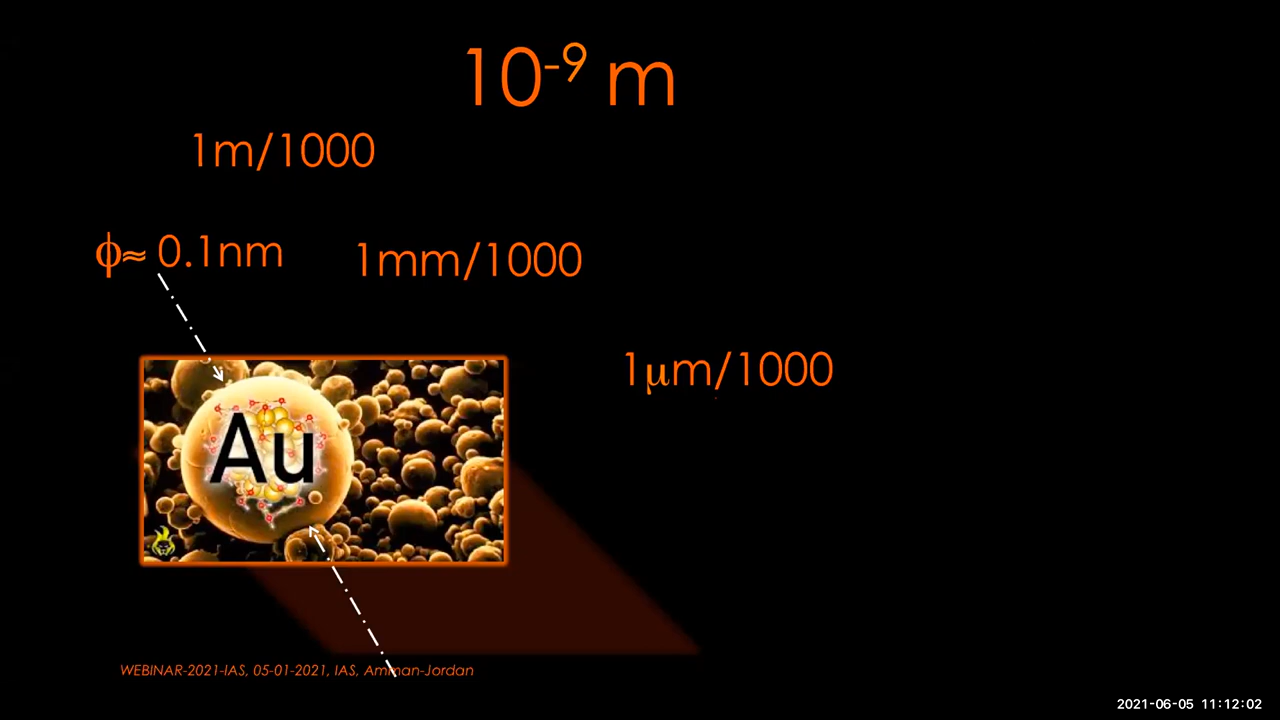 10⁻⁹ m
1m/1000
ϕ≈ 0.1nm
1mm/1000
1μm/1000
Au
WEBINAR-2021-IAS, 05-01-2021, IAS, Amman-Jordan
2021-06-05 11:12:02